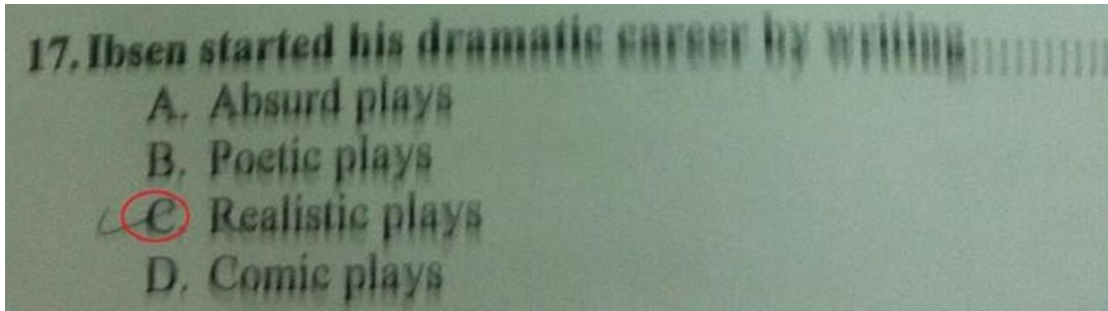 17. Ibsen started his dramatic career by writing
A. Absurd plays
B. Poetic plays
C Realistic plays
D. Comic plays